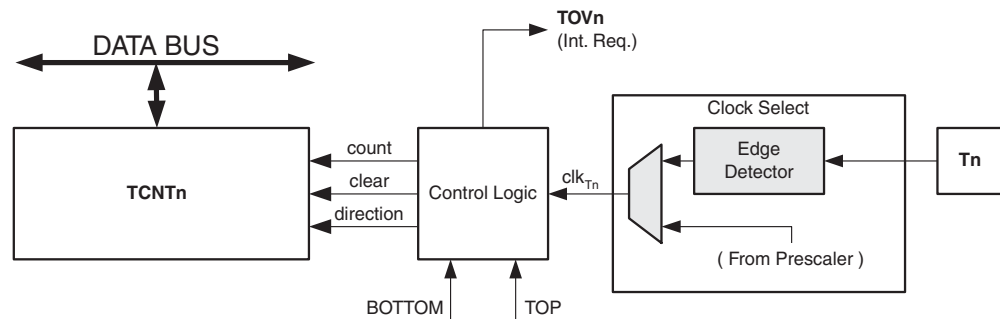 TOVn
(Int. Req.)
DATA BUS
Clock Select
count
Edge
Detector
Tn
TCNTn
clear
Control Logic
clkTn
direction
( From Prescaler )
BOTTOM
TOP